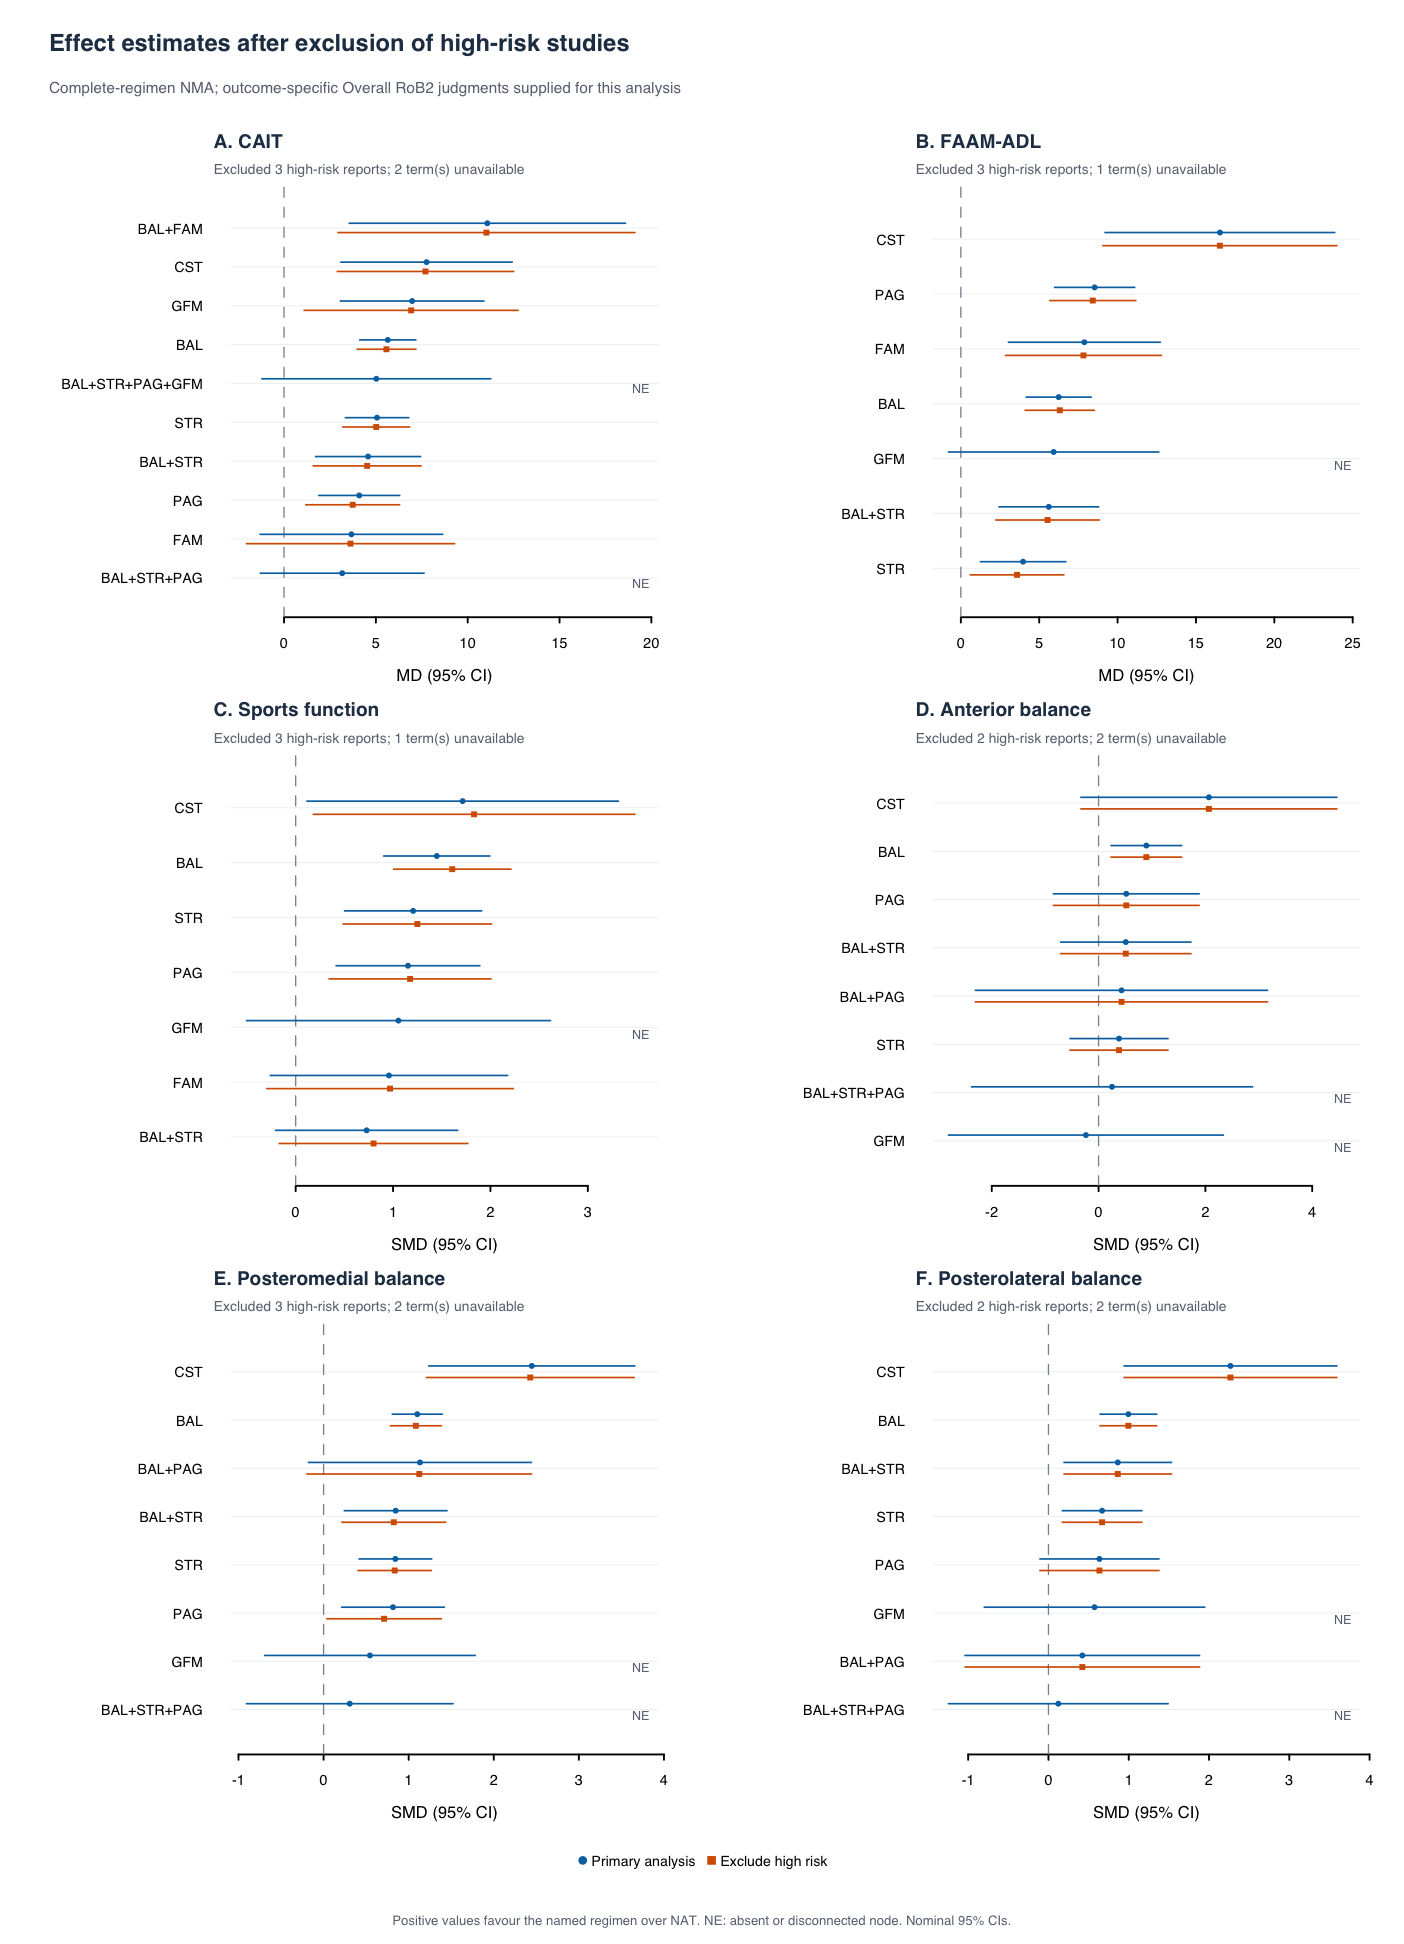 Effect estimates after exclusion of high-risk studies
Complete-regimen NMA; outcome-specific Overall RoB2 judgments supplied for this analysis
A. CAIT
Excluded 3 high-risk reports; 2 term(s) unavailable
BAL+FAM
CST
GFM
BAL
BAL+STR+PAG+GFM
NE
STR
BAL+STR
PAG
FAM
BAL+STR+PAG
NE
0 5 10 15 20
MD (95% CI)
B. FAAM-ADL
Excluded 3 high-risk reports; 1 term(s) unavailable
CST
PAG
FAM
BAL
GFM
NE
BAL+STR
STR
0 5 10 15 20 25
MD (95% CI)
C. Sports function
Excluded 3 high-risk reports; 1 term(s) unavailable
CST
BAL
STR
PAG
GFM
NE
FAM
BAL+STR
0 1 2 3
SMD (95% CI)
D. Anterior balance
Excluded 2 high-risk reports; 2 term(s) unavailable
CST
BAL
PAG
BAL+STR
BAL+PAG
STR
BAL+STR+PAG
NE
GFM
NE
-2 0 2 4
SMD (95% CI)
E. Posteromedial balance
Excluded 3 high-risk reports; 2 term(s) unavailable
CST
BAL
BAL+PAG
BAL+STR
STR
PAG
GFM
NE
BAL+STR+PAG
NE
-1 0 1 2 3 4
SMD (95% CI)
F. Posterolateral balance
Excluded 2 high-risk reports; 2 term(s) unavailable
CST
BAL
BAL+STR
STR
PAG
GFM
NE
BAL+PAG
BAL+STR+PAG
NE
-1 0 1 2 3 4
SMD (95% CI)
Primary analysis Exclude high risk
Positive values favour the named regimen over NAT. NE: absent or disconnected node. Nominal 95% CIs.